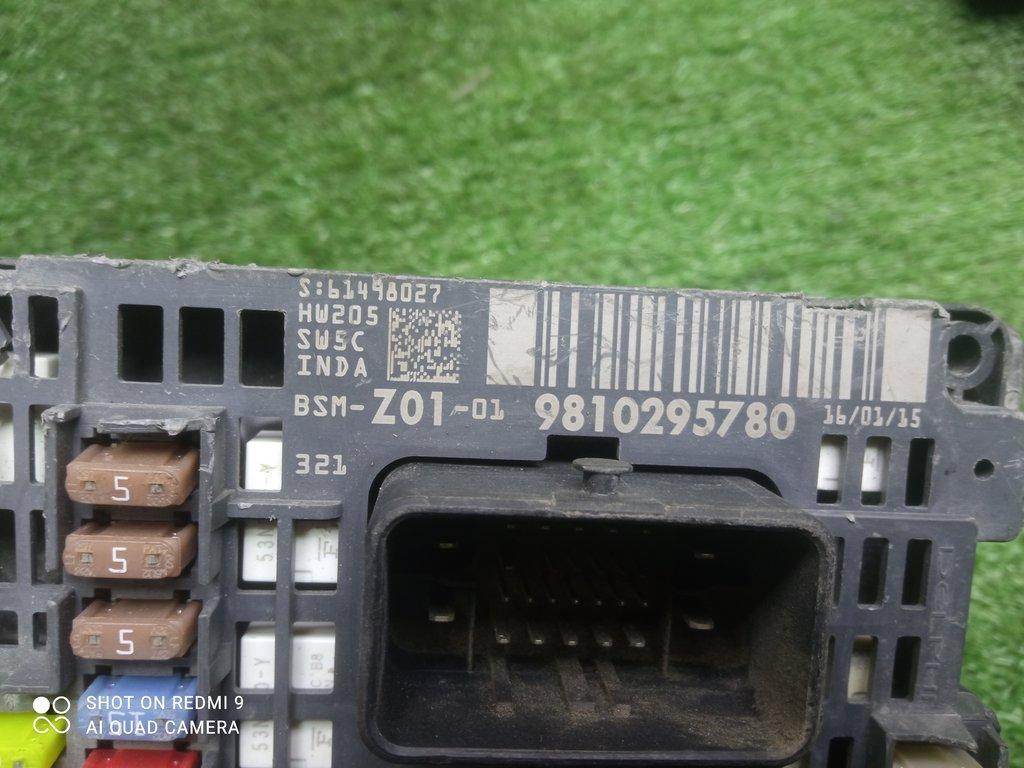 S:61498027
HW205
SW5C
INDA
BSM-Z01-01 9810295780 16/01/15
321
5
5
5
SHOT ON REDMI 9
AI QUAD CAMERA